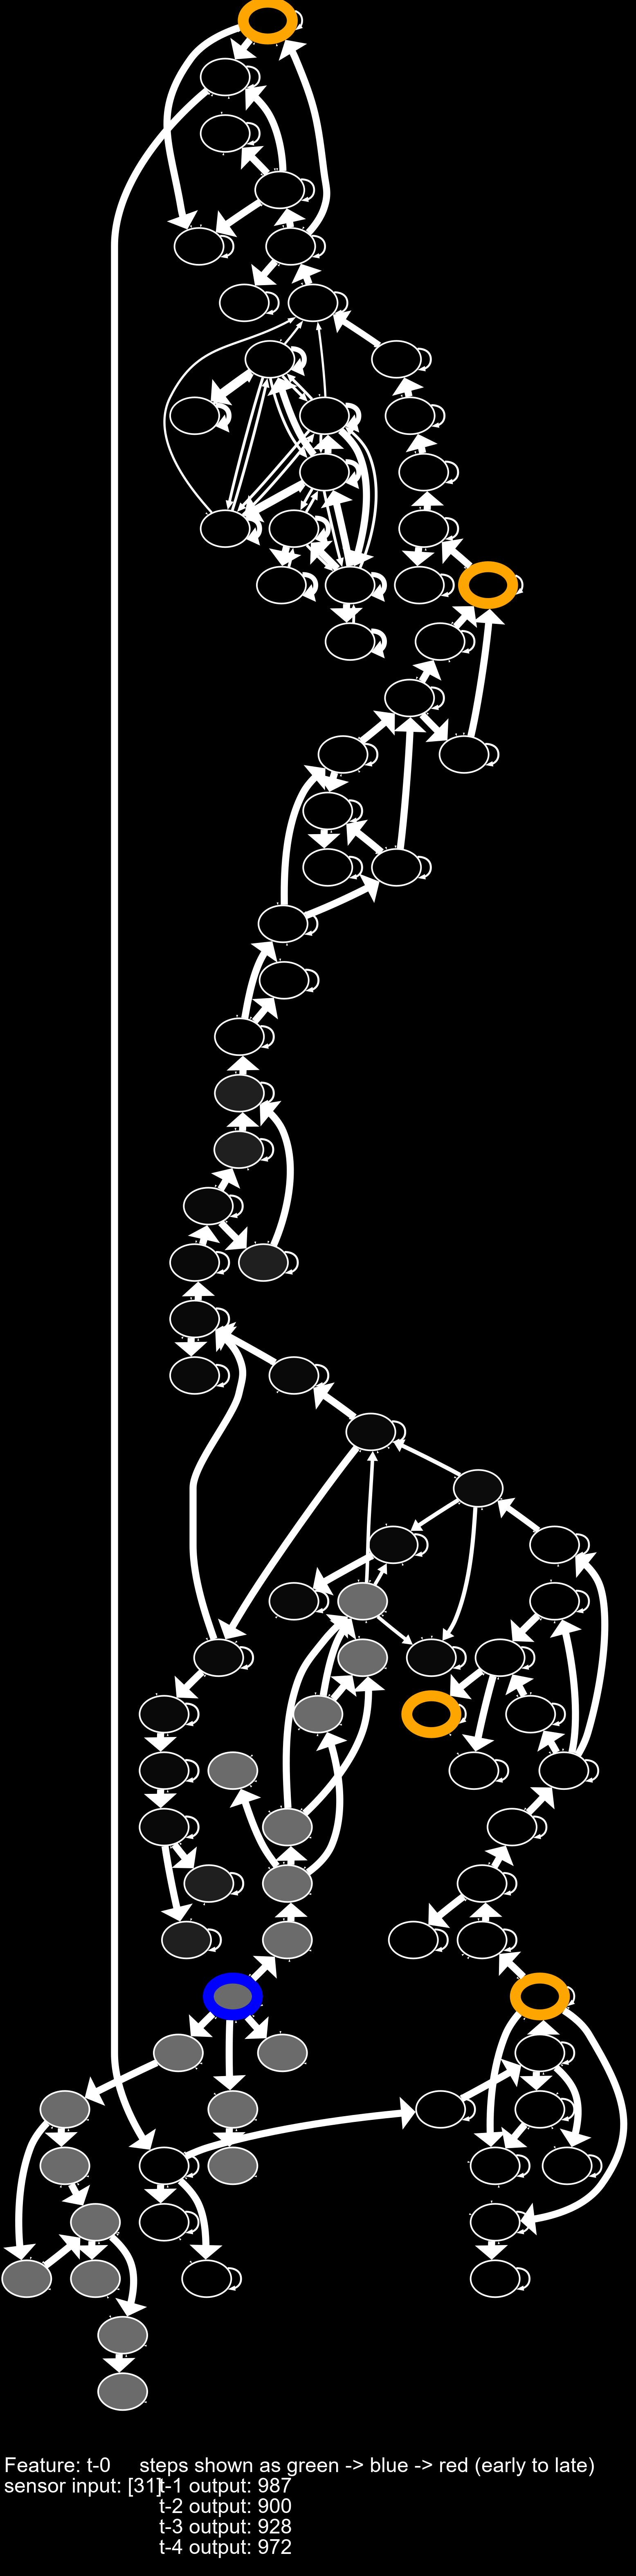 Feature: t-0     steps shown as green -> blue -> red (early to late)
sensor input: [31] t-1 output: 987
t-2 output: 900
t-3 output: 928
t-4 output: 972